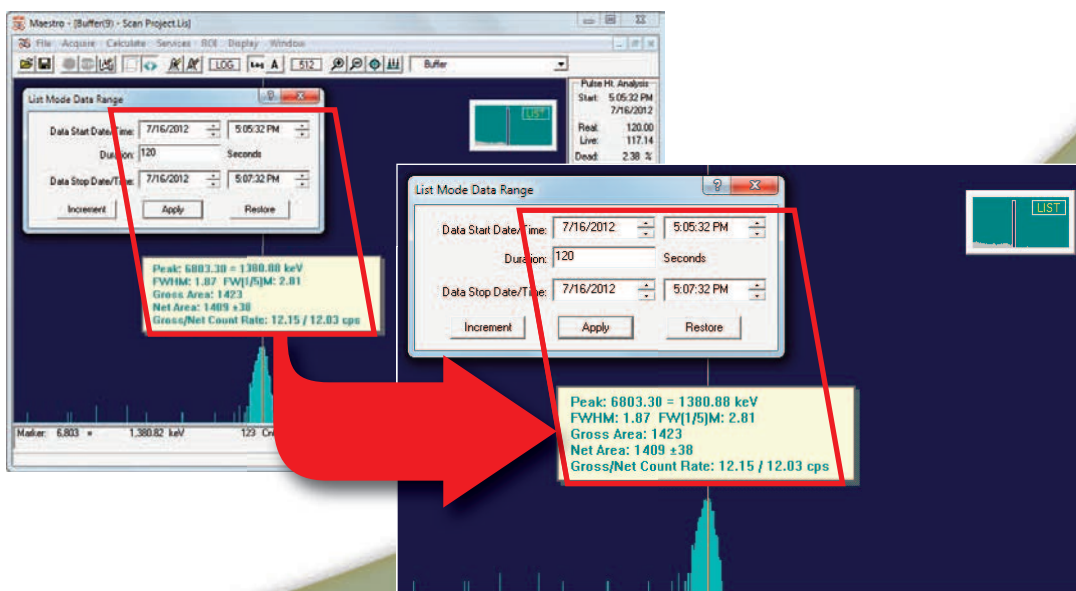 Maestro - [Buffer(9) - Scan Project.Lis]
File Acquire Calculate Services ROI Display Window
LOG Log A 512 Buffer
Pulse Ht. Analysis
Start: 5:05:32 PM
7/16/2012
Real: 120.00
Live: 117.14
Dead: 2.38 %
List Mode Data Range
Data Start Date/Time: 7/16/2012 5:05:32 PM
Duration: 120 Seconds
Data Stop Date/Time: 7/16/2012 5:07:32 PM
Increment Apply Restore
LIST
Peak: 6803.30 = 1380.88 keV
FWHM: 1.87 FW(1/5)M: 2.81
Gross Area: 1423
Net Area: 1409 ±38
Gross/Net Count Rate: 12.15 / 12.03 cps
Marker: 6,803 = 1,380.82 keV 123
List Mode Data Range
Data Start Date/Time: 7/16/2012 5:05:32 PM
Duration: 120 Seconds
Data Stop Date/Time: 7/16/2012 5:07:32 PM
Increment Apply Restore
LIST
Peak: 6803.30 = 1380.88 keV
FWHM: 1.87 FW(1/5)M: 2.81
Gross Area: 1423
Net Area: 1409 ±38
Gross/Net Count Rate: 12.15 / 12.03 cps